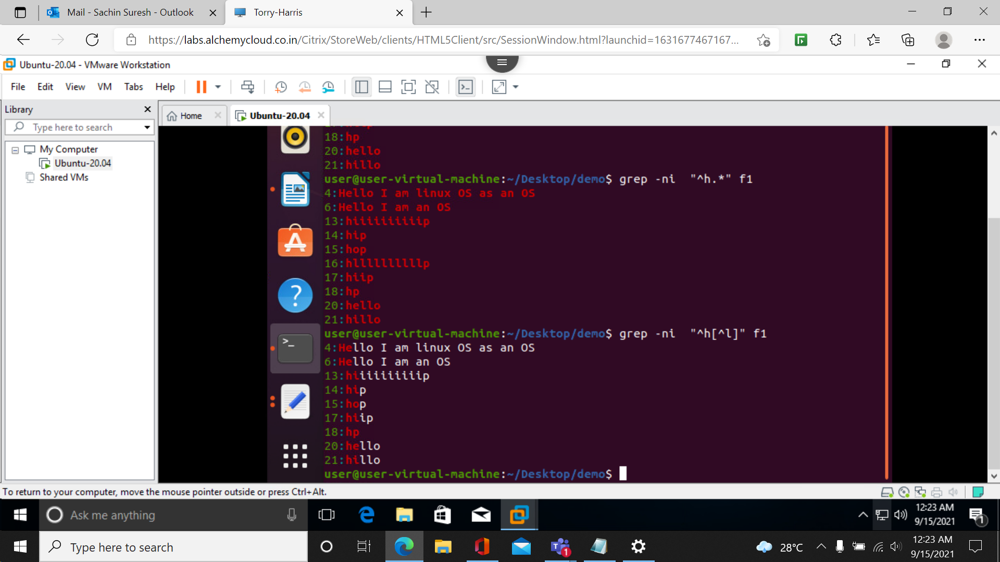 Mail - Sachin Suresh - Outlook
Torry-Harris
https://labs.alchemycloud.co.in/Citrix/StoreWeb/clients/HTML5Client/src/SessionWindow.html?launchid=1631677467167...
Ubuntu-20.04 - VMware Workstation
File Edit View VM Tabs Help
Library
Home
Ubuntu-20.04
Type here to search
My Computer
Ubuntu-20.04
Shared VMs
18:hp
20:hello
21:hillo
user@user-virtual-machine:~/Desktop/demo$ grep -ni  "^h.*" f1
4:Hello I am linux OS as an OS
6:Hello I am an OS
13:hiiiiiiiiiip
14:hip
15:hop
16:hllllllllllp
17:hiip
18:hp
20:hello
21:hillo
user@user-virtual-machine:~/Desktop/demo$ grep -ni  "^h[^l]" f1
4:Hello I am linux OS as an OS
6:Hello I am an OS
13:hiiiiiiiiiip
14:hip
15:hop
17:hiip
18:hp
20:hello
21:hillo
user@user-virtual-machine:~/Desktop/demo$
To return to your computer, move the mouse pointer outside or press Ctrl+Alt.
Ask me anything
12:23 AM
9/15/2021
1
Type here to search
1
28°C
12:23 AM
9/15/2021